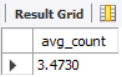 Result Grid
avg_count
3.4730